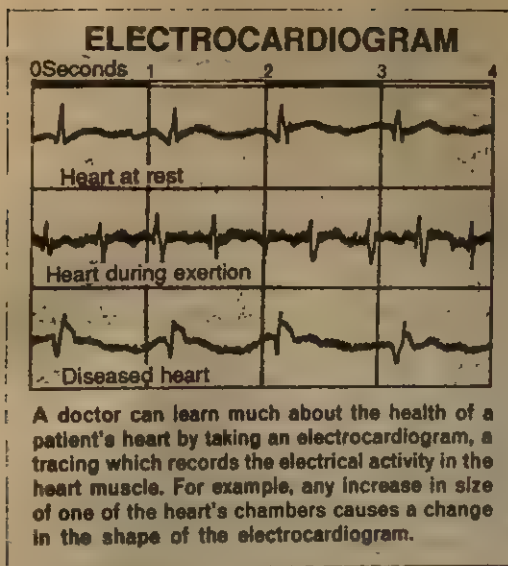 ELECTROCARDIOGRAM
0Seconds 1 2 3 4
Heart at rest
Heart during exertion
Diseased heart
A doctor can learn much about the health of a
patient's heart by taking an electrocardiogram, a
tracing which records the electrical activity in the
heart muscle. For example, any increase in size
of one of the heart's chambers causes a change
in the shape of the electrocardiogram.